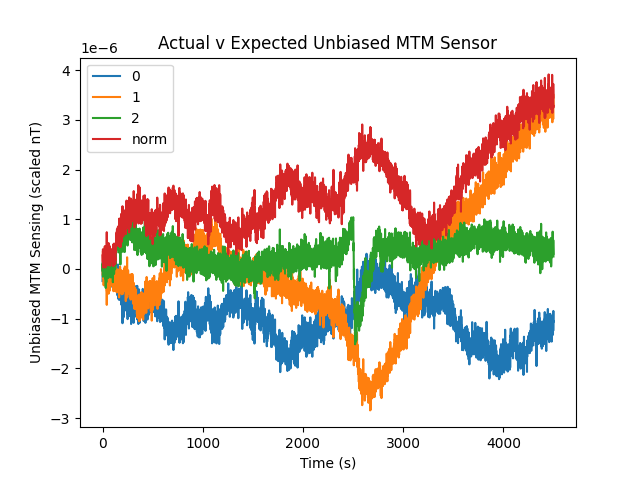 Actual v Expected Unbiased MTM Sensor
1e−6
4
3
2
1
0
−1
−2
−3
Unbiased MTM Sensing (scaled nT)
0
1
2
norm
0 1000 2000 3000 4000
Time (s)